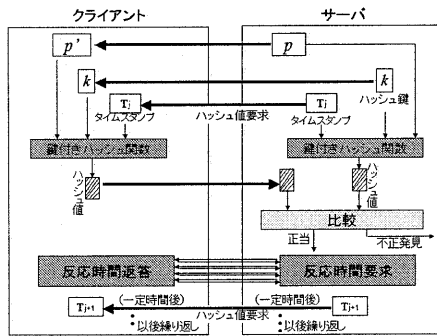 クライアント
サーバ
p'
p
k
k
ハッシュ鍵
Tj
Tj
タイムスタンプ
ハッシュ値要求
タイムスタンプ
鍵付きハッシュ関数
鍵付きハッシュ関数
ハッシュ値
ハッシュ値
比較
正当
不正発見
反応時間返答
反応時間要求
Tj+1
(一定時間後)
(一定時間後)
Tj+1
ハッシュ値要求
以後繰り返し
以後繰り返し